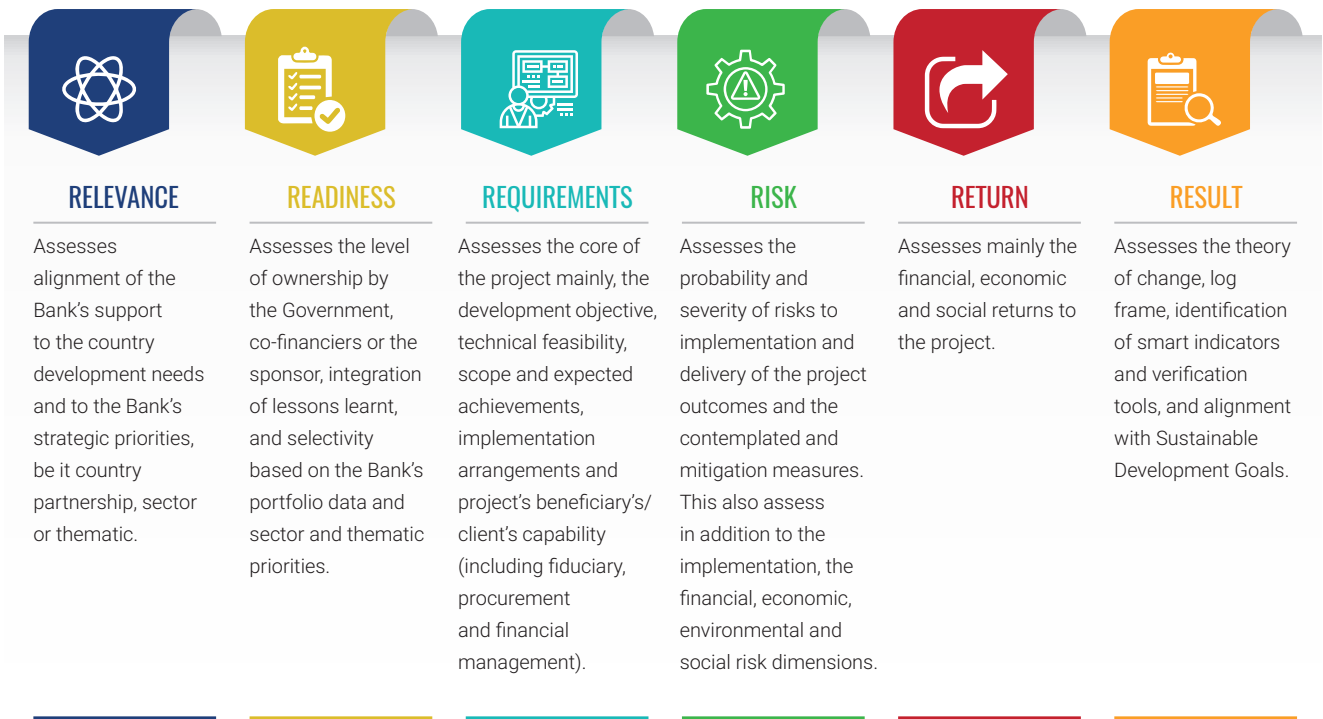 RELEVANCE
Assesses
alignment of the
Bank's support
to the country
development needs
and to the Bank's
strategic priorities,
be it country
partnership, sector
or thematic.
READINESS
Assesses the level
of ownership by
the Government,
co-financiers or the
sponsor, integration
of lessons learnt,
and selectivity
based on the Bank's
portfolio data and
sector and thematic
priorities.
REQUIREMENTS
Assesses the core of
the project mainly, the
development objective,
technical feasibility,
scope and expected
achievements,
implementation
arrangements and
project's beneficiary's/
client's capability
(including fiduciary,
procurement
and financial
management).
RISK
Assesses the
probability and
severity of risks to
implementation and
delivery of the project
outcomes and the
contemplated and
mitigation measures.
This also assess
in addition to the
implementation, the
financial, economic,
environmental and
social risk dimensions.
RETURN
Assesses mainly the
financial, economic
and social returns to
the project.
RESULT
Assesses the theory
of change, log
frame, identification
of smart indicators
and verification
tools, and alignment
with Sustainable
Development Goals.